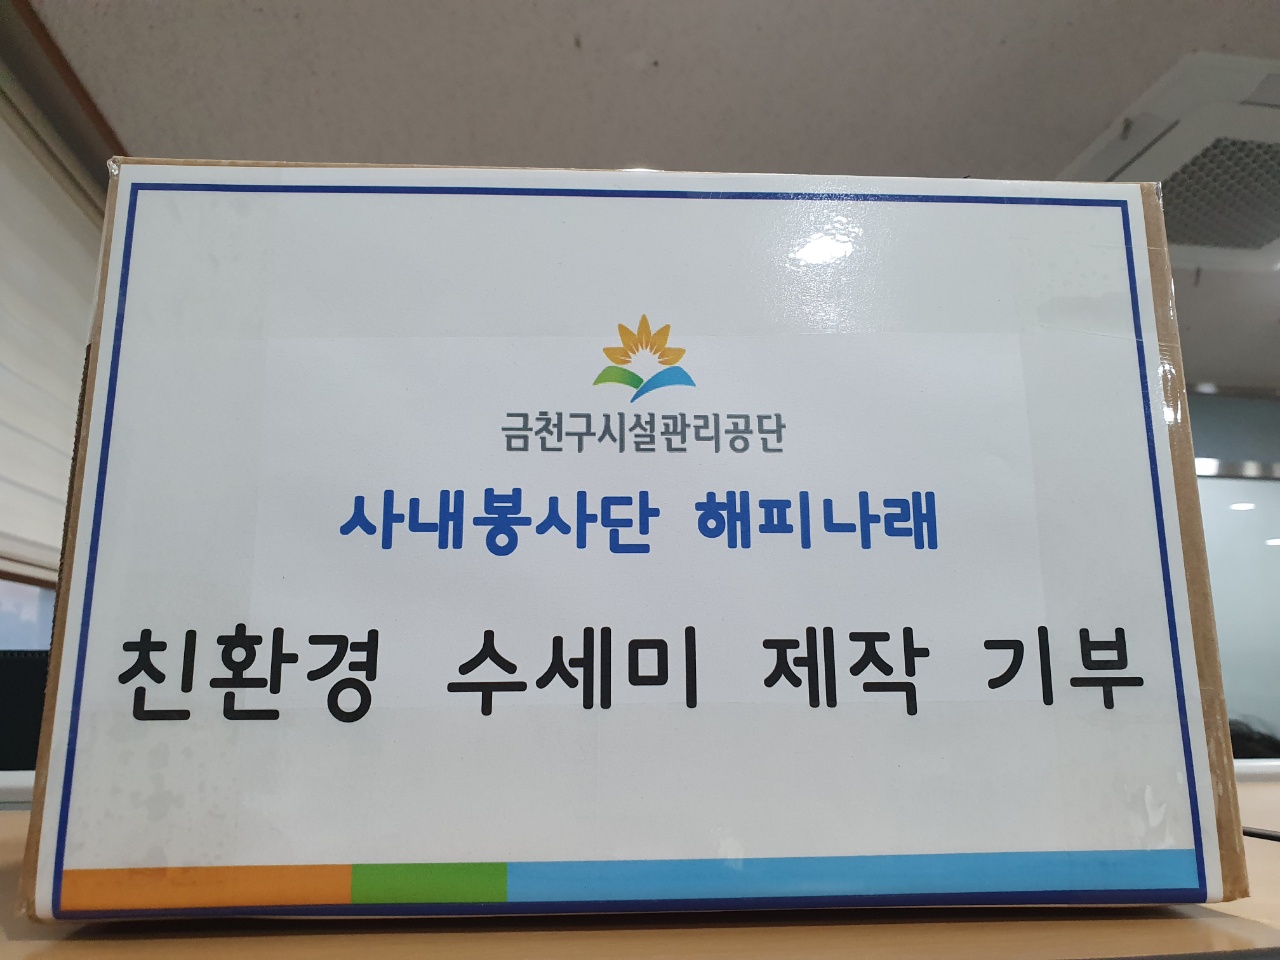 금천구시설관리공단
사내봉사단 해피나래
친환경 수세미 제작 기부